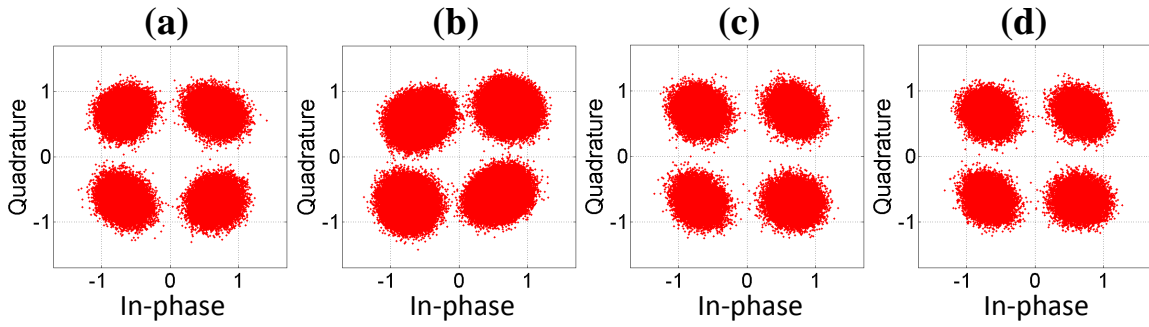 (a) (b) (c) (d)
Quadrature Quadrature Quadrature Quadrature
1 1 1 1
0 0 0 0
-1 -1 -1 -1
-1 0 1 -1 0 1 -1 0 1 -1 0 1
In-phase In-phase In-phase In-phase